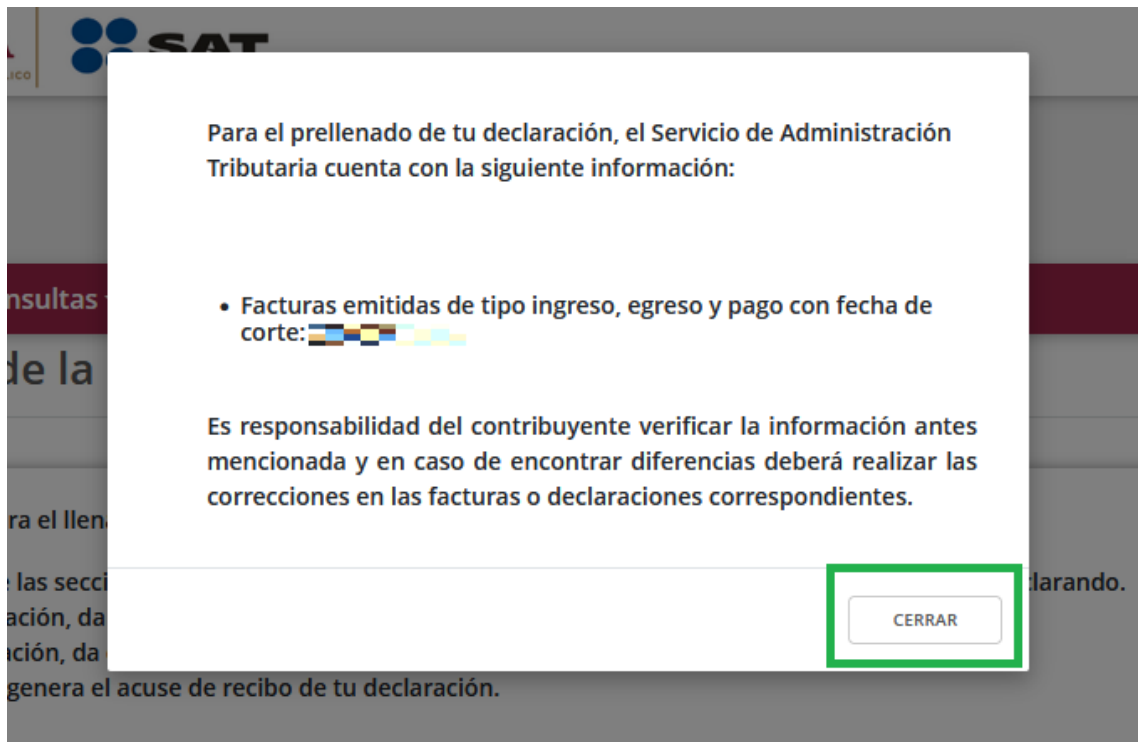 ICO
SAT
Para el prellenado de tu declaración, el Servicio de Administración
Tributaria cuenta con la siguiente información:
nsultas
• Facturas emitidas de tipo ingreso, egreso y pago con fecha de
corte:
de la
Es responsabilidad del contribuyente verificar la información antes
mencionada y en caso de encontrar diferencias deberá realizar las
correcciones en las facturas o declaraciones correspondientes.
ra el llen
las secci
clarando.
ación, da
CERRAR
ación, da
genera el acuse de recibo de tu declaración.